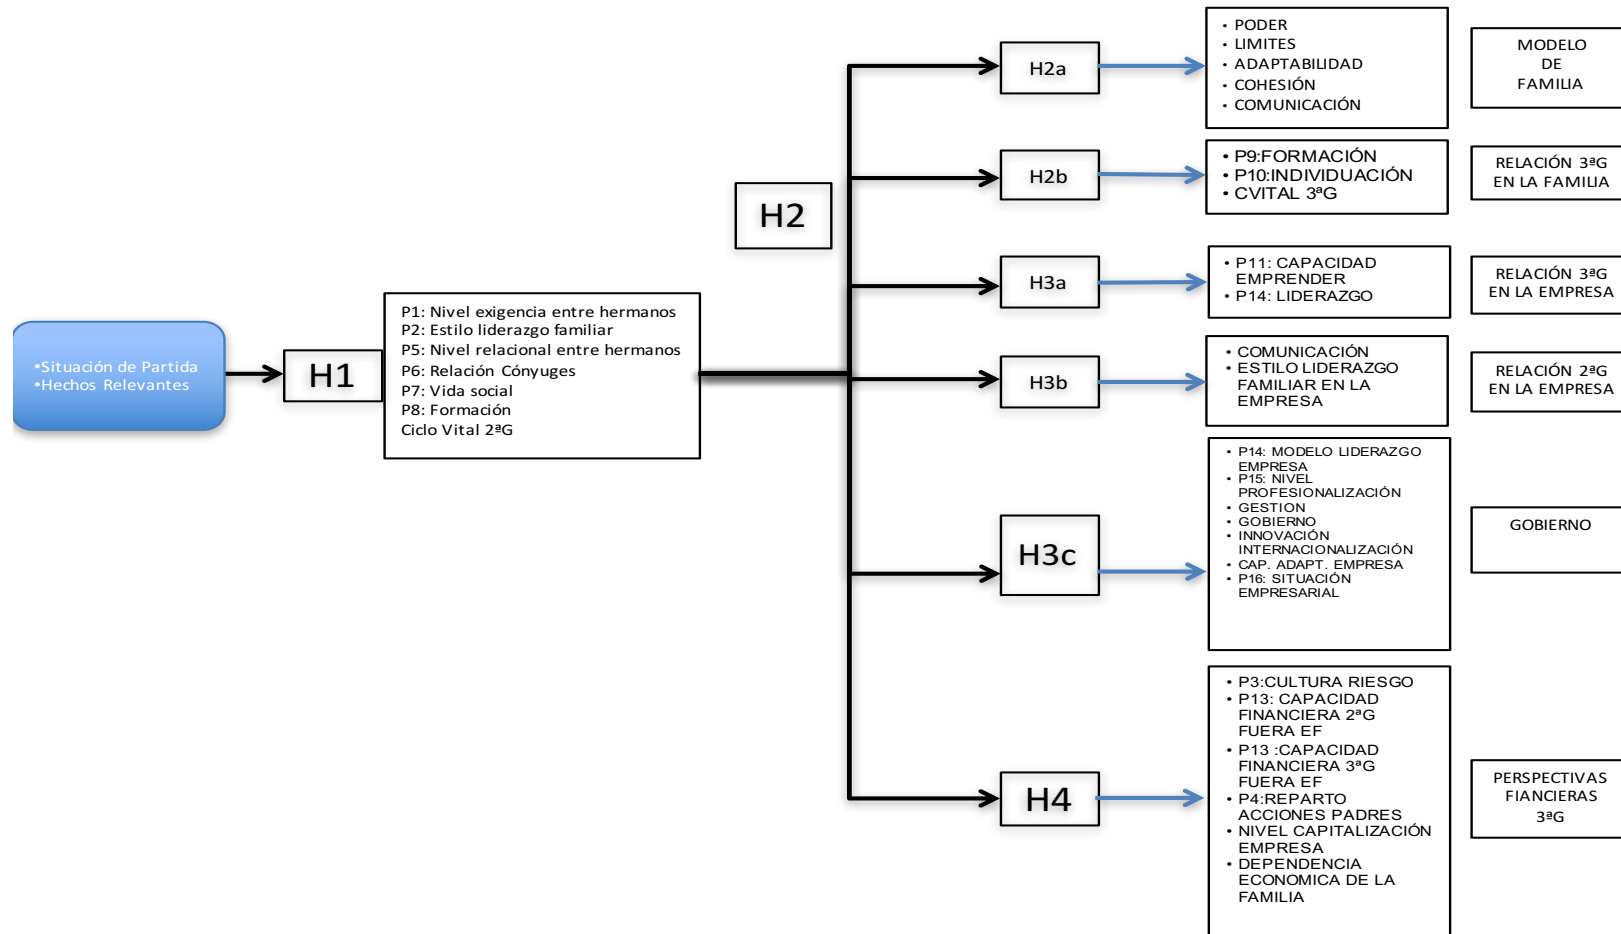 •Situación de Partida
•Hechos Relevantes
H1
P1: Nivel exigencia entre hermanos
P2: Estilo liderazgo familiar
P5: Nivel relacional entre hermanos
P6: Relación Cónyuges
P7: Vida social
P8: Formación
Ciclo Vital 2ªG
H2
H2a
• PODER
• LIMITES
• ADAPTABILIDAD
• COHESIÓN
• COMUNICACIÓN
MODELO
DE
FAMILIA
H2b
• P9:FORMACIÓN
• P10:INDIVIDUACIÓN
• CVITAL 3ªG
RELACIÓN 3ªG
EN LA FAMILIA
H3a
• P11: CAPACIDAD
EMPRENDER
• P14: LIDERAZGO
RELACIÓN 3ªG
EN LA EMPRESA
H3b
• COMUNICACIÓN
• ESTILO LIDERAZGO
FAMILIAR EN LA
EMPRESA
RELACIÓN 2ªG
EN LA EMPRESA
H3c
• P14: MODELO LIDERAZGO
EMPRESA
• P15: NIVEL
PROFESIONALIZACIÓN
• GESTION
• GOBIERNO
• INNOVACIÓN
INTERNACIONALIZACIÓN
• CAP. ADAPT. EMPRESA
• P16: SITUACIÓN
EMPRESARIAL
GOBIERNO
H4
• P3:CULTURA RIESGO
• P13: CAPACIDAD
FINANCIERA 2ªG
FUERA EF
• P13 :CAPACIDAD
FINANCIERA 3ªG
FUERA EF
• P4:REPARTO
ACCIONES PADRES
• NIVEL CAPITALIZACIÓN
EMPRESA
• DEPENDENCIA
ECONOMICA DE LA
FAMILIA
PERSPECTIVAS
FIANCIERAS
3ªG